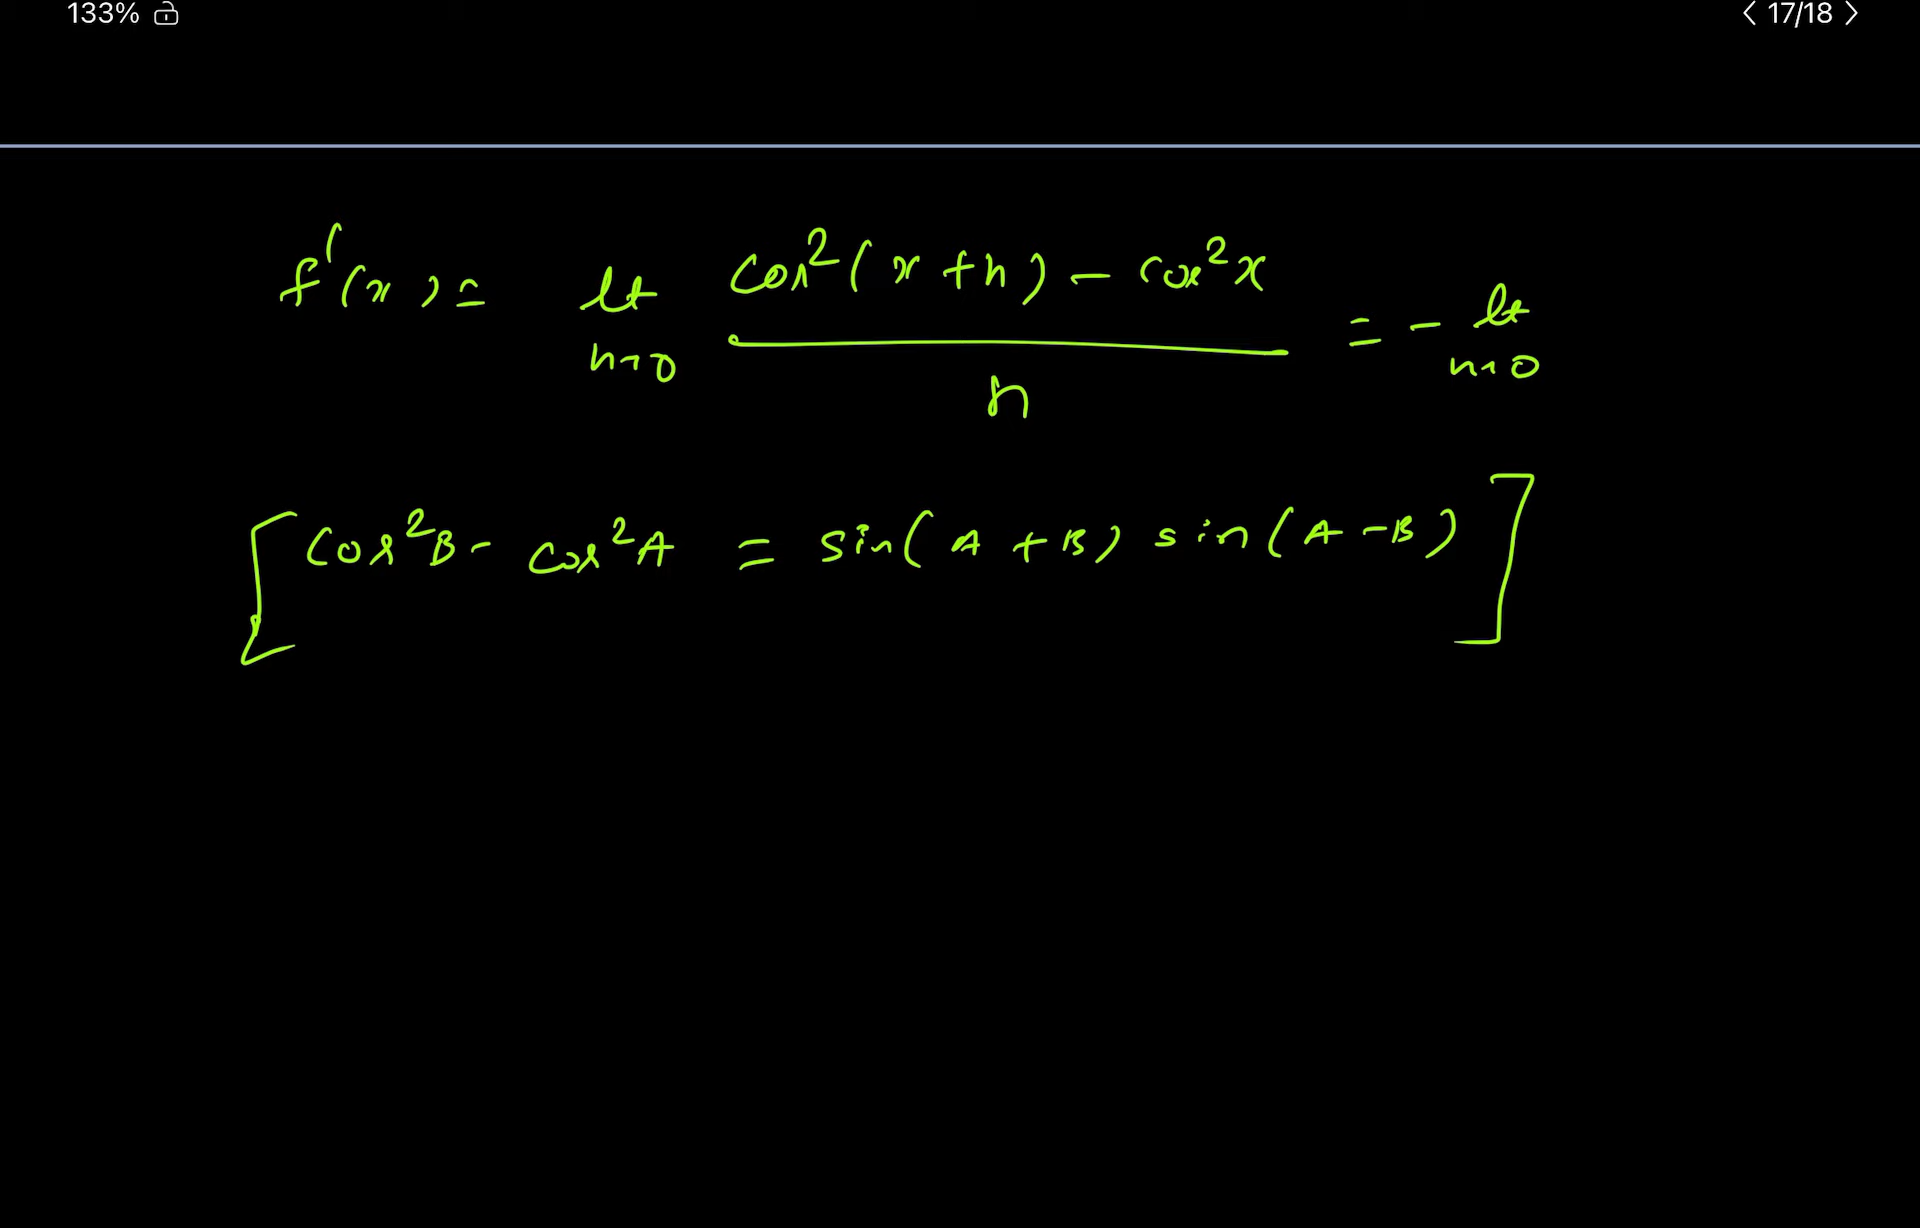 133%
< 17/18 >
f'(x) = lt h→0 cos²(x+h) - cos²x / h = - lt h→0
[cos²B - cos²A = sin(A+B) sin(A-B)]